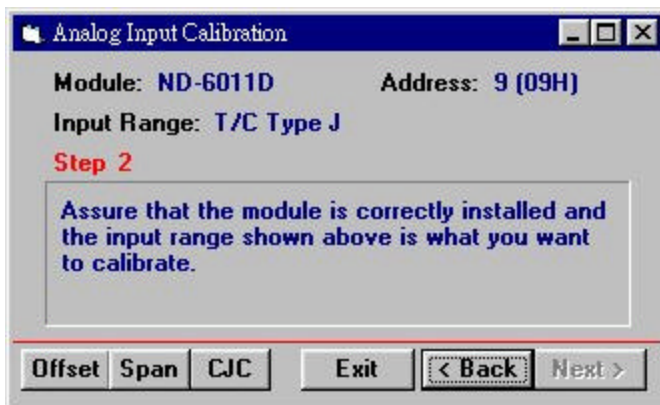 Analog Input Calibration
Module: ND-6011D Address: 9 (09H)
Input Range: T/C Type J
Step 2
Assure that the module is correctly installed and
the input range shown above is what you want
to calibrate.
Offset Span CJC Exit < Back Next >